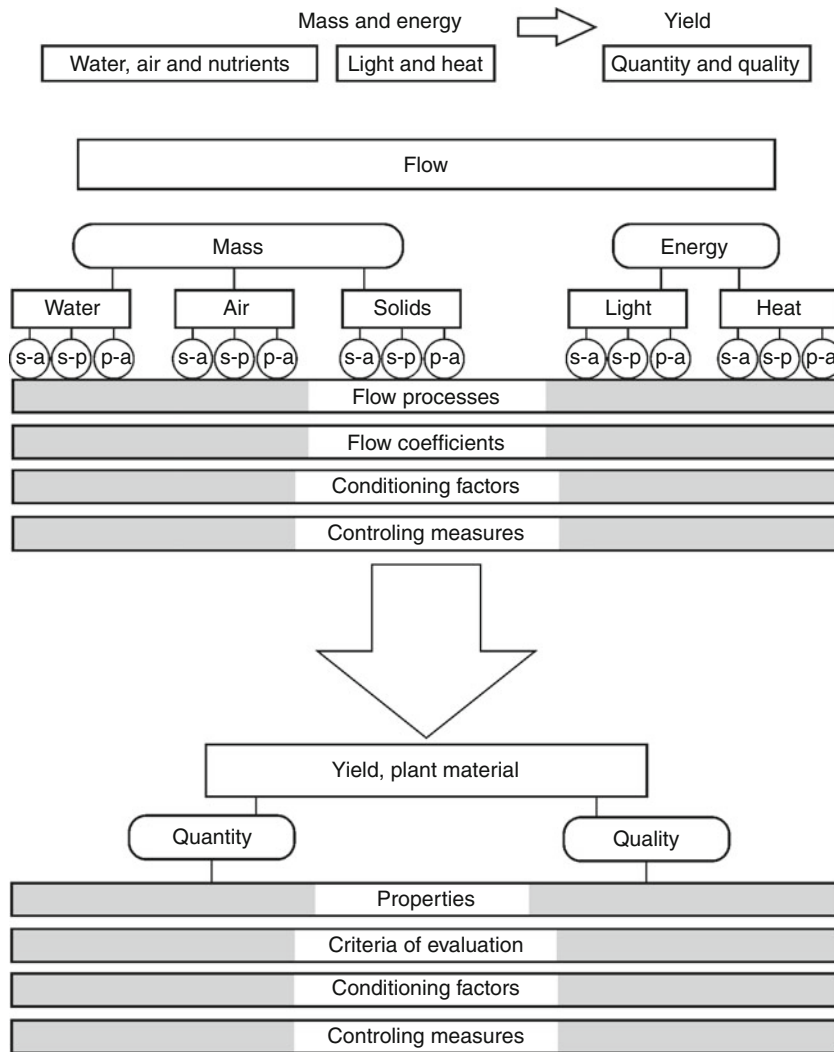 Mass and energy Yield
Water, air and nutrients Light and heat Quantity and quality
Flow
Mass Energy
Water Air Solids Light Heat
s-a s-p p-a s-a s-p p-a s-a s-p p-a s-a s-p p-a s-a s-p p-a
Flow processes
Flow coefficients
Conditioning factors
Controling measures
Yield, plant material
Quantity Quality
Properties
Criteria of evaluation
Conditioning factors
Controling measures